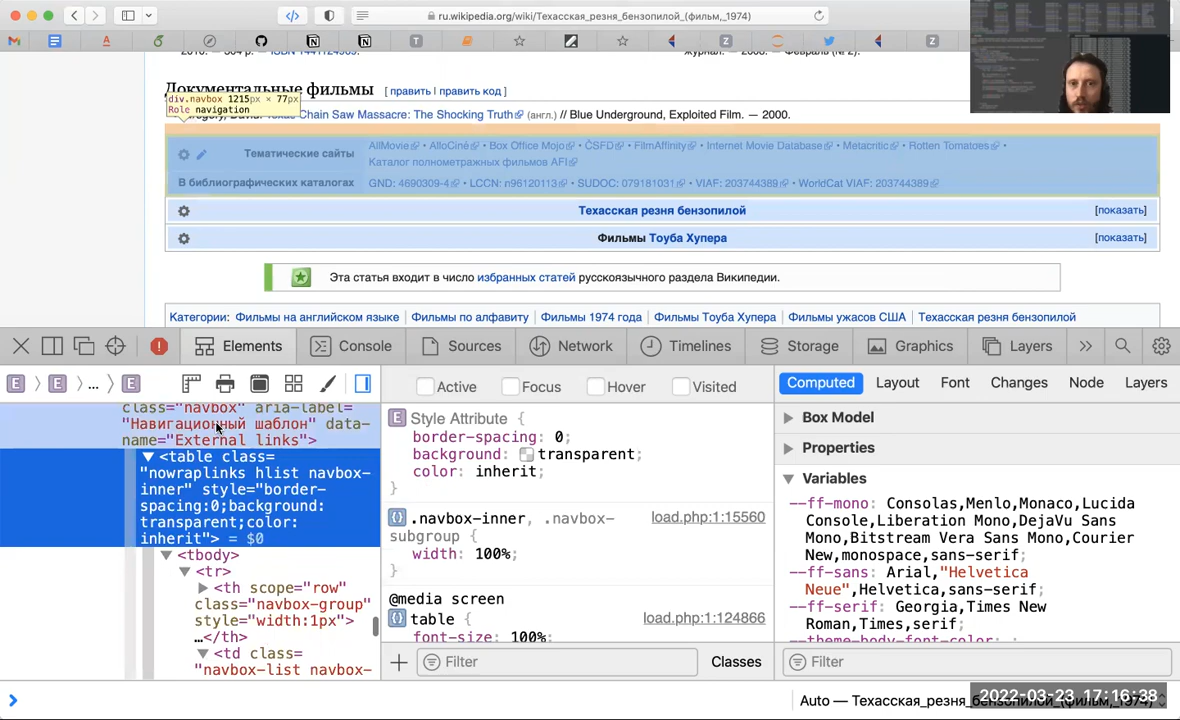 ru.wikipedia.org/wiki/Техасская_резня_бензопилой_(фильм,_1974)
Документальные фильмы [ править | править код ]
div.navbox 1215px × 77px
Role navigation
Chain Saw Massacre: The Shocking Truth (англ.) // Blue Underground, Exploited Film. — 2000.
Тематические сайты
AllMovie • AlloCiné • Box Office Mojo • ČSFD • FilmAffinity • Internet Movie Database • Metacritic • Rotten Tomatoes •
Каталог полнометражных фильмов AFI
В библиографических каталогах
GND: 4690309-4 • LCCN: n96120113 • SUDOC: 079181031 • VIAF: 203744389 • WorldCat VIAF: 203744389
Техасская резня бензопилой [показать]
Фильмы Тоуба Хупера [показать]
Эта статья входит в число избранных статей русскоязычного раздела Википедии.
Категории: Фильмы на английском языке | Фильмы по алфавиту | Фильмы 1974 года | Фильмы Тоуба Хупера | Фильмы ужасов США | Техасская резня бензопилой
Elements Console Sources Network Timelines Storage Graphics Layers
E E ... E
class="navbox" aria-label=
"Навигационный шаблон" data-
name="External links">
<table class=
"nowraplinks hlist navbox-
inner" style="border-
spacing:0;background:
transparent;color:
inherit"> = $0
<tbody>
<tr>
<th scope="row"
class="navbox-group"
style="width:1px">
…</th>
<td class=
"navbox-list navbox-
Active Focus Hover Visited
Style Attribute {
border-spacing: 0;
background: transparent;
color: inherit;
}
.navbox-inner, .navbox- load.php:1:15560
subgroup {
width: 100%;
}
@media screen
table { load.php:1:124866
font-size: 100%;
Filter Classes
Computed Layout Font Changes Node Layers
Box Model
Properties
Variables
--ff-mono: Consolas,Menlo,Monaco,Lucida
Console,Liberation Mono,DejaVu Sans
Mono,Bitstream Vera Sans Mono,Courier
New,monospace,sans-serif;
--ff-sans: Arial,"Helvetica
Neue",Helvetica,sans-serif;
--ff-serif: Georgia,Times New
Roman,Times,serif;
--theme-body-font-color: ;
Filter
Auto — Техасская_резня_бензопилой_(фильм,_1974)
2022-03-23 17:16:38